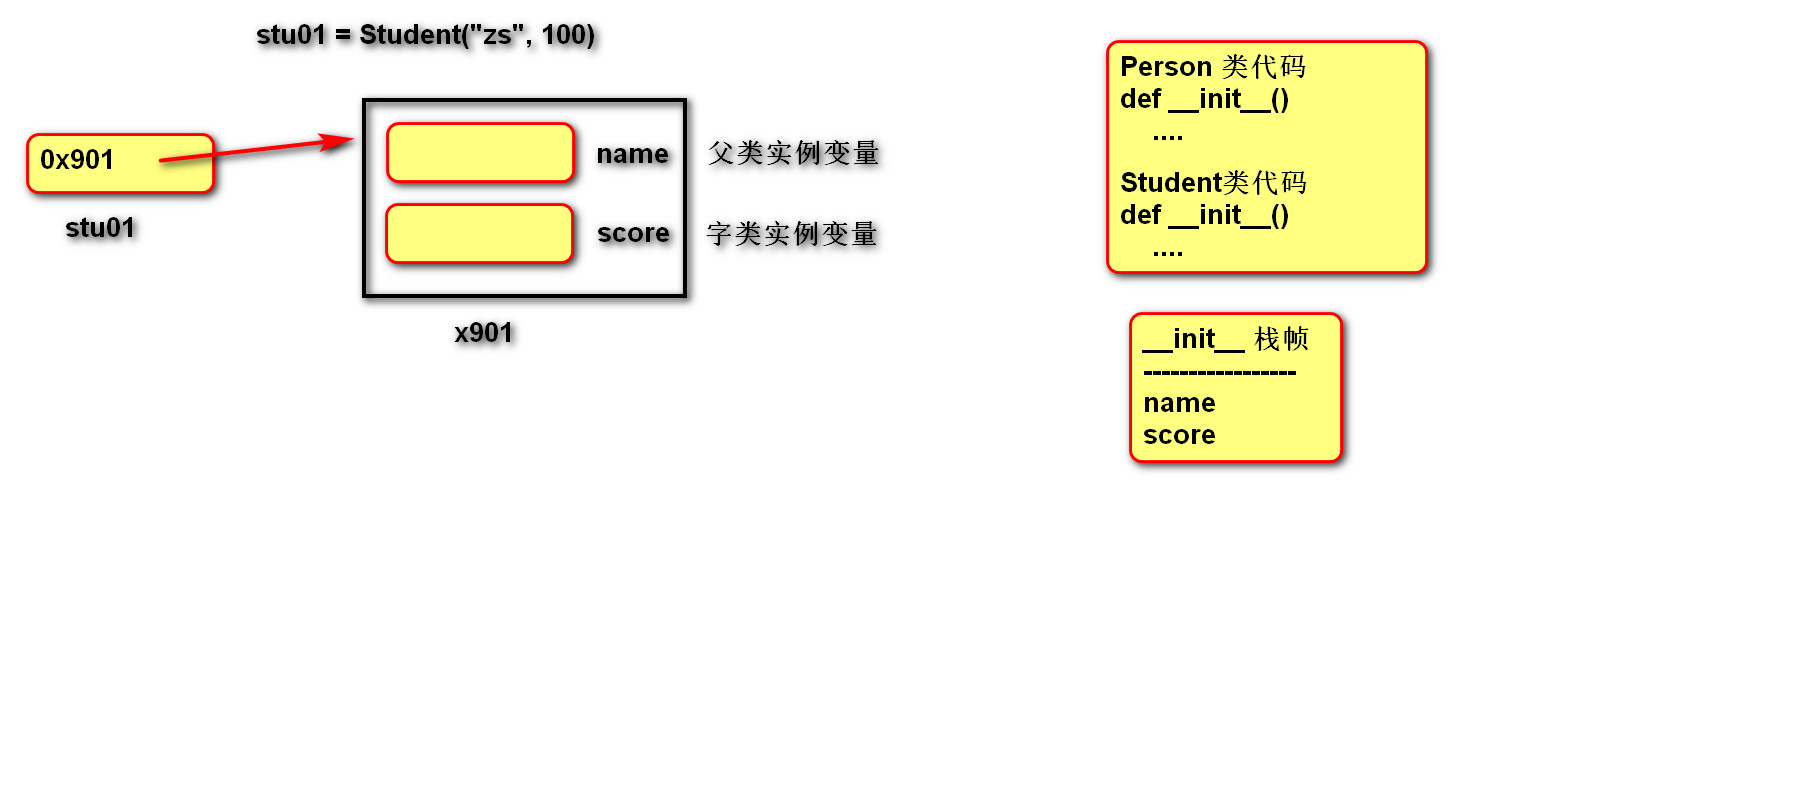 stu01 = Student("zs", 100)
0x901
stu01
name 父类实例变量
score 字类实例变量
x901
Person 类代码
def __init__()
....
Student类代码
def __init__()
....
__init__ 栈帧
-----------------
name
score